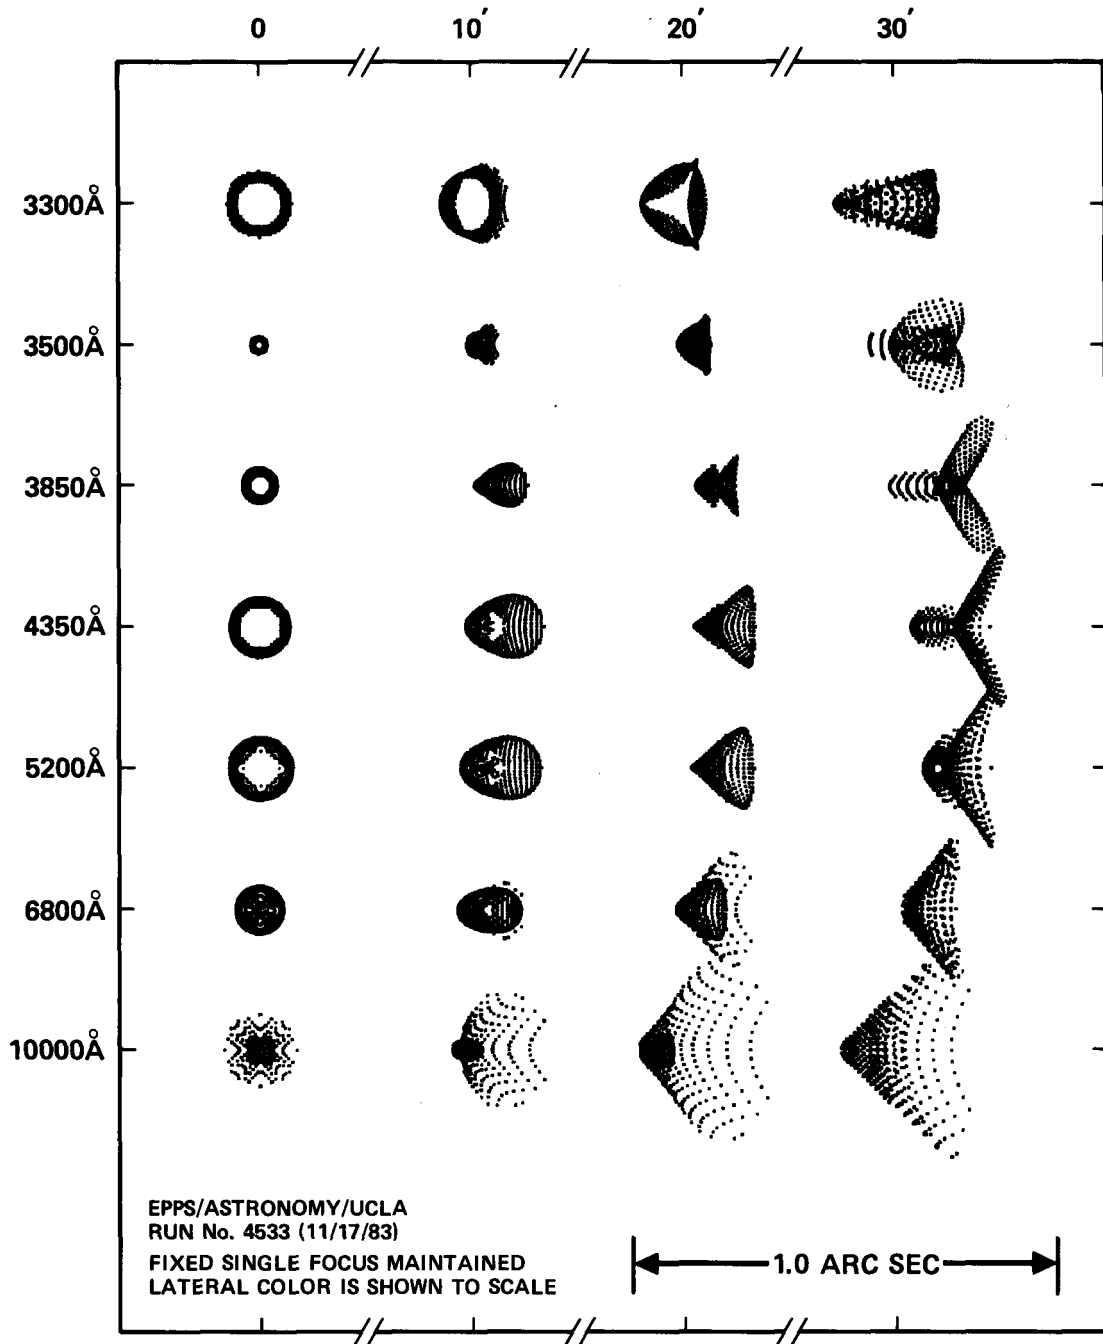 0 10′ 20′ 30′
3300Å
3500Å
3850Å
4350Å
5200Å
6800Å
10000Å
EPPS/ASTRONOMY/UCLA
RUN No. 4533 (11/17/83)
FIXED SINGLE FOCUS MAINTAINED
LATERAL COLOR IS SHOWN TO SCALE
1.0 ARC SEC